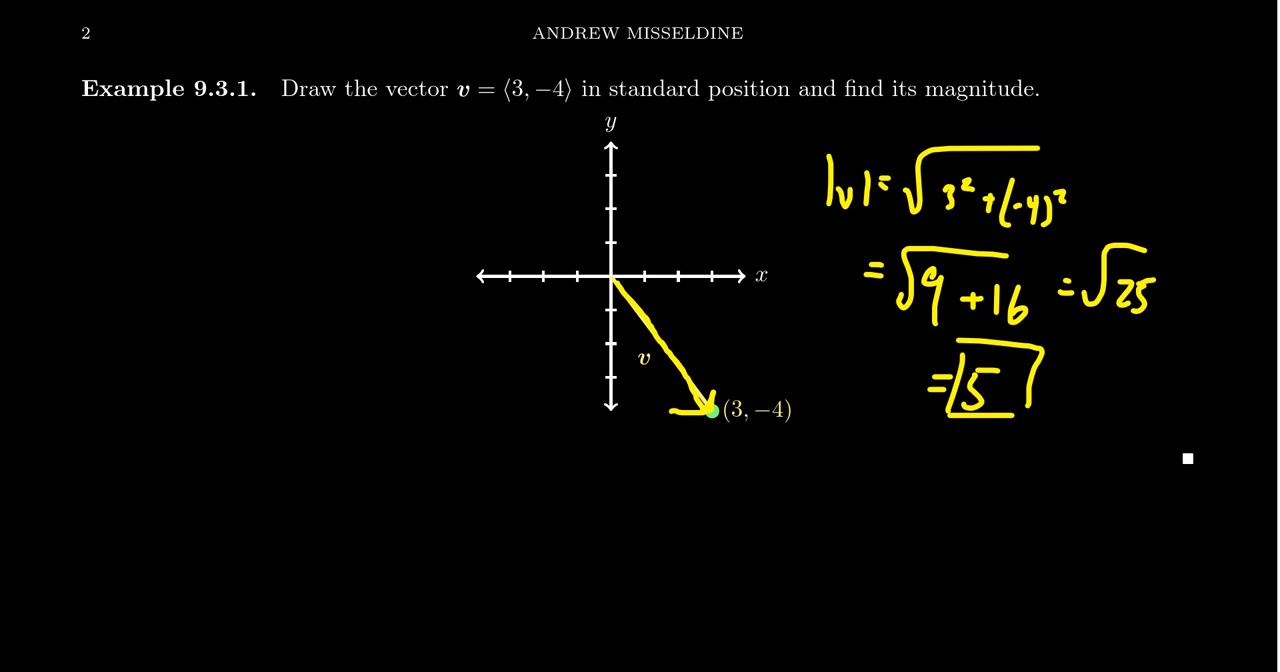 2 ANDREW MISSELDINE
Example 9.3.1. Draw the vector v = ⟨3, −4⟩ in standard position and find its magnitude.
y
|v| = √3² + (-4)²
x
= √9 + 16 = √25
v
= 5
(3, −4)